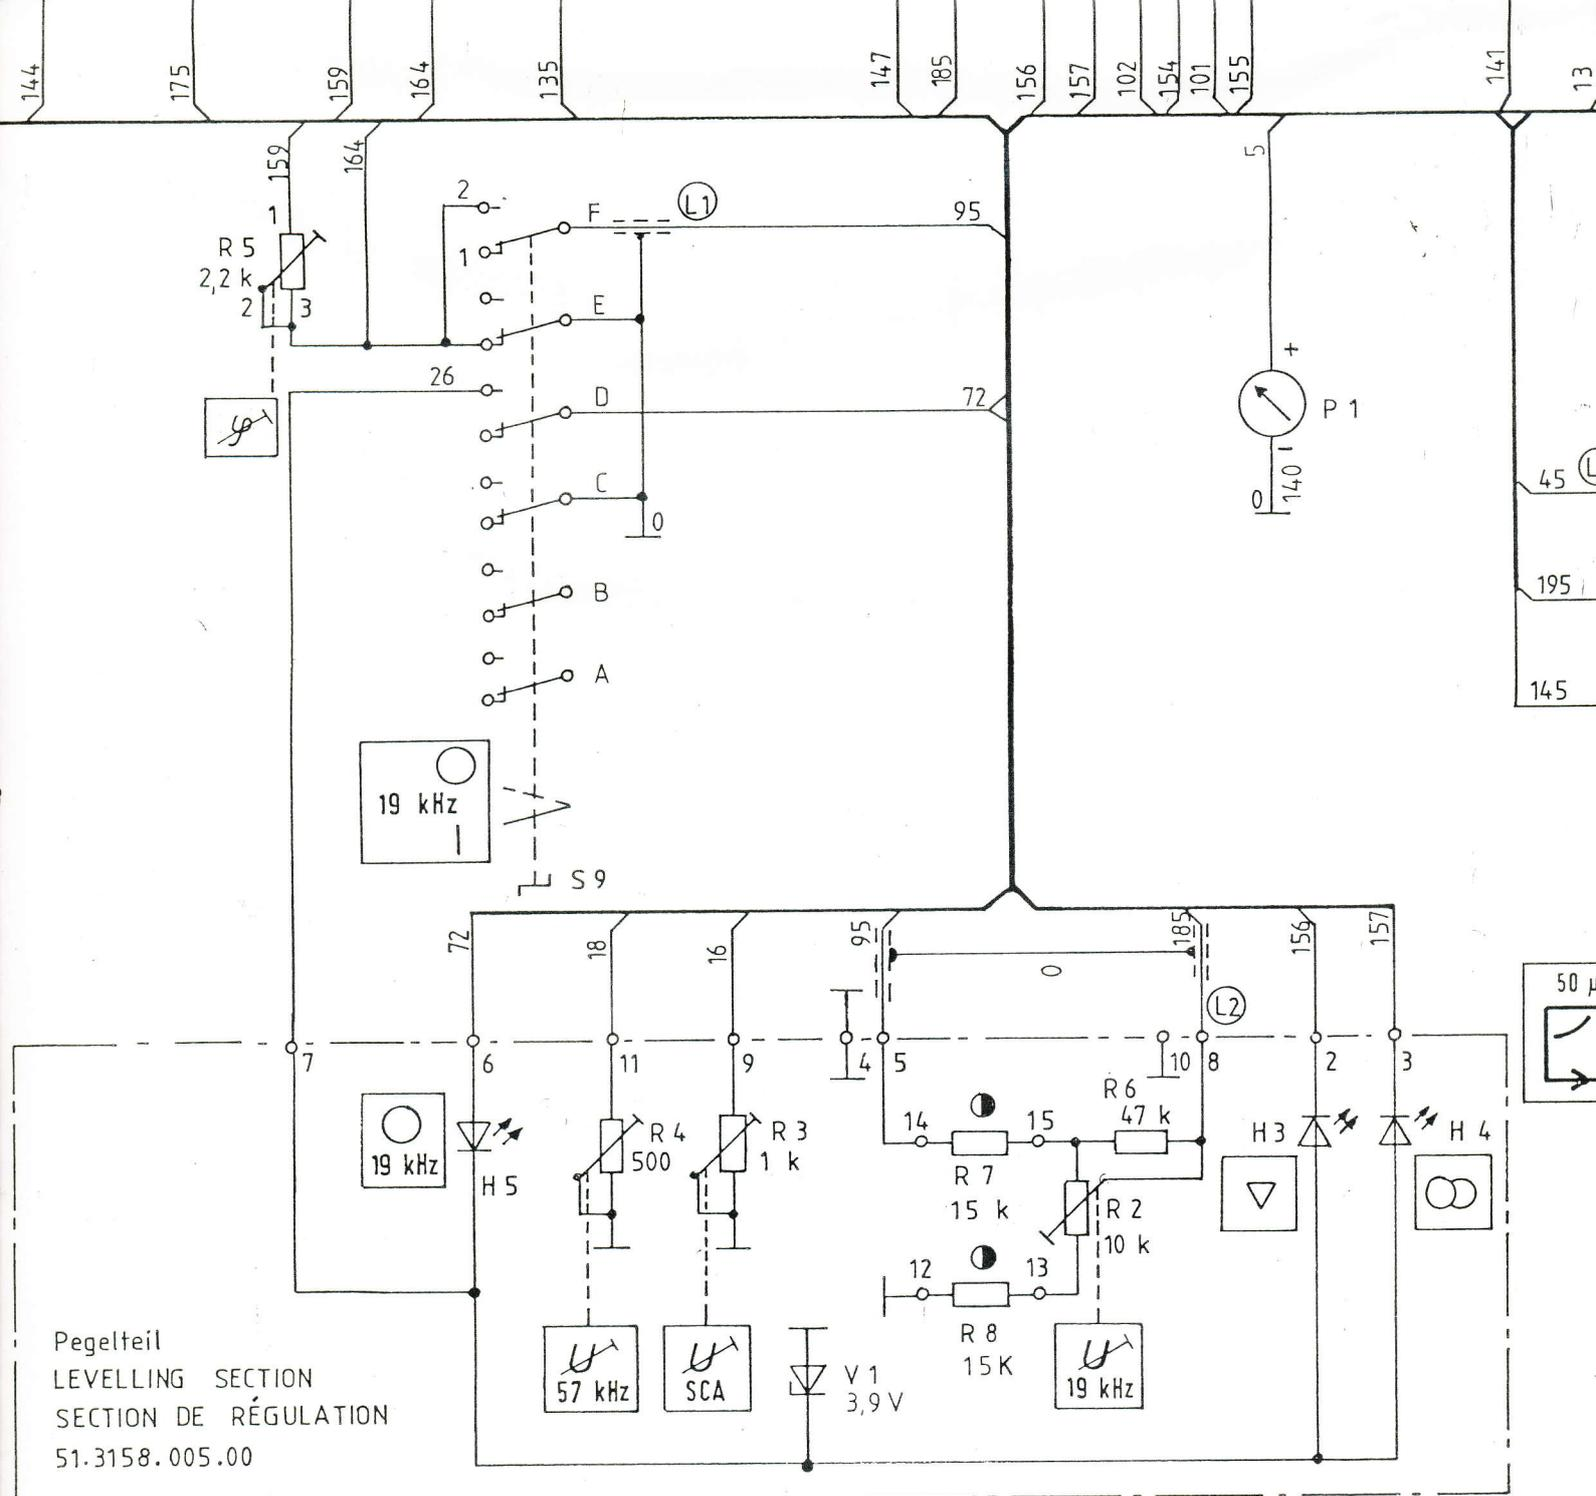 144
175
159
164
135
147
185
156
157
102
154
101
155
141
13
159
164
5
1
R 5
2,2 k
2
3
2
F
L1
95
1
E
26
D
72
C
0
B
A
+
P 1
−
0
140
45
L
195
145
19 kHz
S 9
72
18
16
95
0
185
156
157
L2
50 µ
7
6
11
9
4
5
10
8
2
3
19 kHz
H 5
R 4
500
R 3
1 k
14
15
R 6
47 k
R 7
15 k
R 2
10 k
H 3
H 4
12
13
R 8
15K
57 kHz
SCA
V 1
3,9 V
19 kHz
Pegelteil
LEVELLING SECTION
SECTION DE RÉGULATION
51.3158.005.00